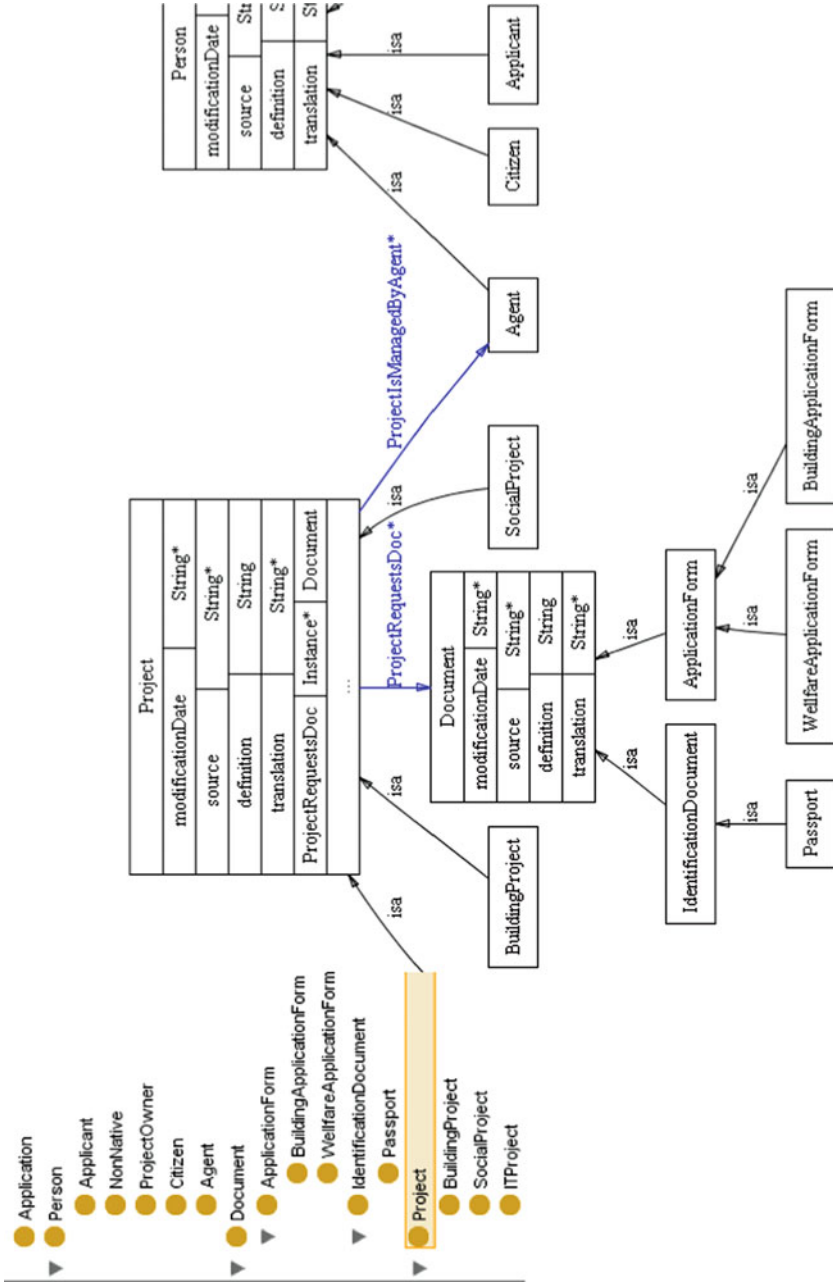 Application
Person
Applicant
NonNative
ProjectOwner
Citizen
Agent
Document
ApplicationForm
BuildingApplicationForm
WellfareApplicationForm
IdentificationDocument
Passport
Project
BuildingProject
SocialProject
ITProject
Project
modificationDate String*
source String*
definition String
translation String*
ProjectRequestsDoc Instance* Document
...
Person
modificationDate
source
definition
translation
isa
isa
isa
ProjectRequestsDoc*
isa
ProjectIsManagedByAgent*
isa
isa
isa
BuildingProject
Document
modificationDate String*
source String*
definition String
translation String*
SocialProject
Agent
Citizen
Applicant
isa
isa
IdentificationDocument
ApplicationForm
isa
isa
isa
Passport
WellfareApplicationForm
BuildingApplicationForm